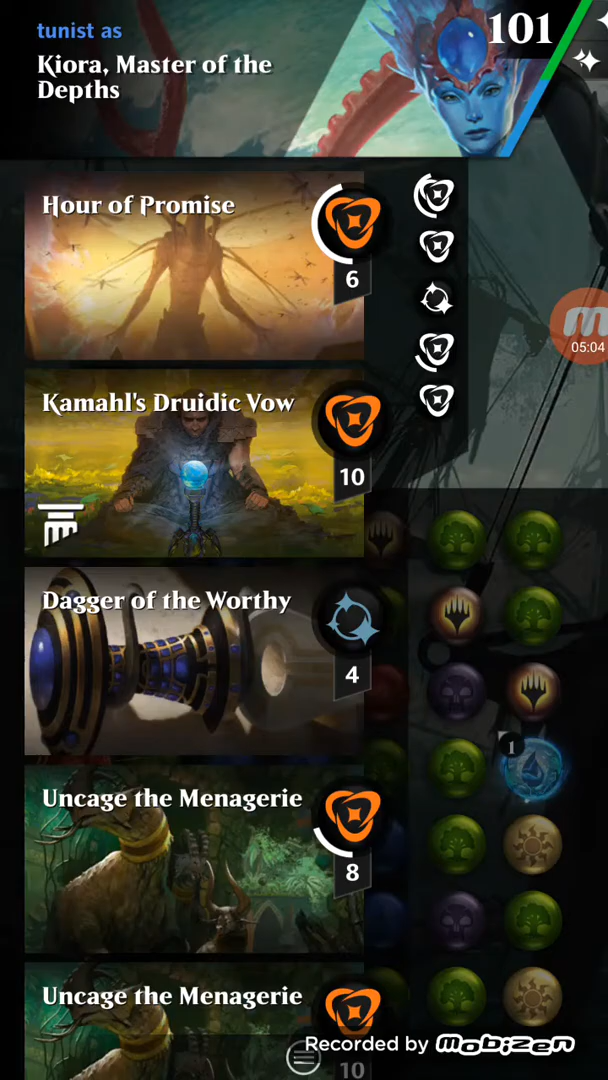 tunist as
101
Kiora, Master of the
Depths
Hour of Promise
6
05:04
Kamahl's Druidic Vow
10
Dagger of the Worthy
4
1
Uncage the Menagerie
8
Uncage the Menagerie
10
Recorded by mobizen